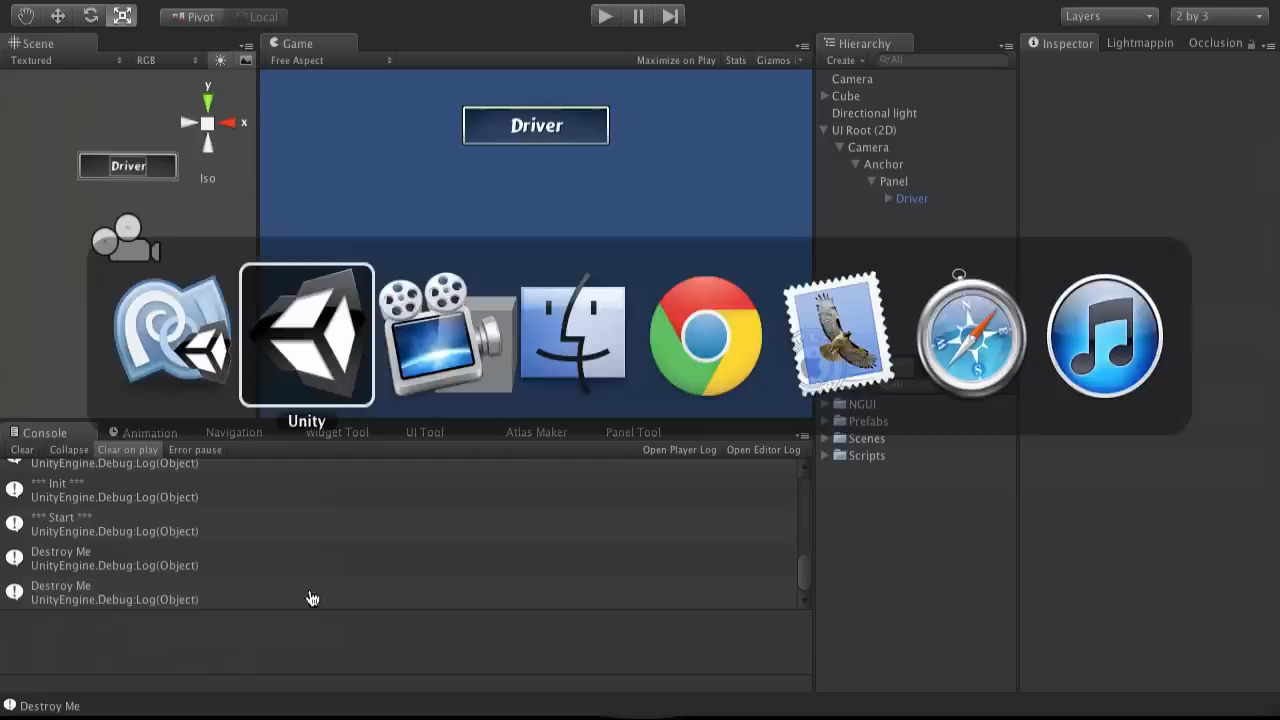 Pivot
Local
Layers
2 by 3
Scene
Game
Hierarchy
Inspector
Lightmappin
Occlusion
Textured
RGB
Free Aspect
Maximize on Play
Stats
Gizmos
Create
All
y
x
Iso
Driver
Driver
Camera
Cube
Directional light
UI Root (2D)
Camera
Anchor
Panel
Driver
Unity
NGUI
Prefabs
Scenes
Scripts
Console
Animation
Navigation
Widget Tool
UI Tool
Atlas Maker
Panel Tool
Clear
Collapse
Clear on play
Error pause
Open Player Log
Open Editor Log
UnityEngine.Debug:Log(Object)
*** Init ***
UnityEngine.Debug:Log(Object)
*** Start ***
UnityEngine.Debug:Log(Object)
Destroy Me
UnityEngine.Debug:Log(Object)
Destroy Me
UnityEngine.Debug:Log(Object)
Destroy Me